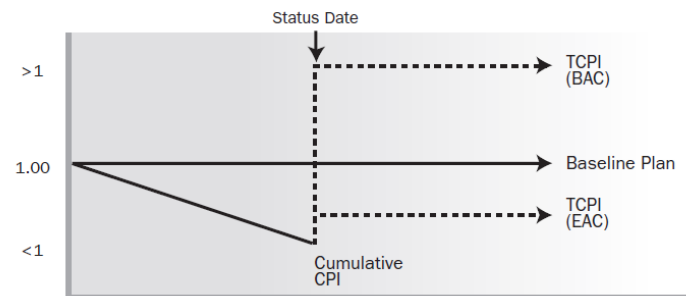 Status Date
>1
TCPI
(BAC)
1.00
Baseline Plan
TCPI
(EAC)
<1
Cumulative
CPI